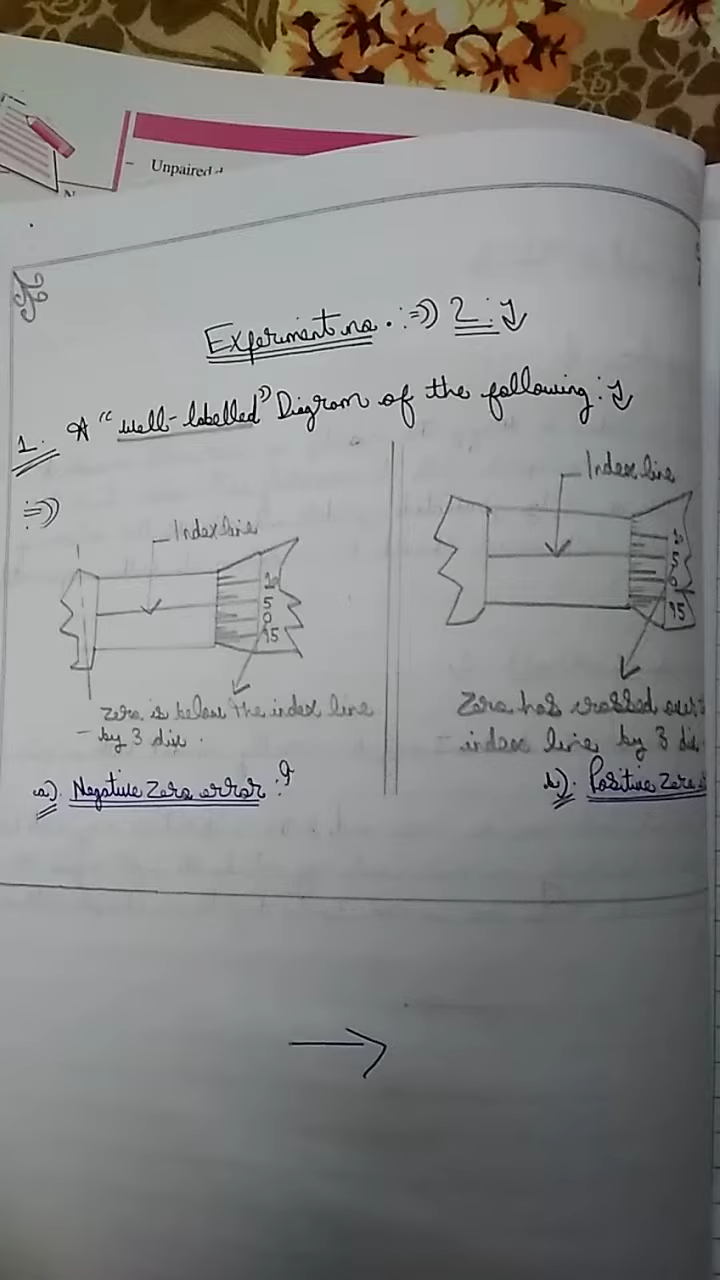 Unpaired
Experiment no. :⇒) 2 :↓
1. A "well-labelled" Diagram of the following :↓
:⇒)
Index line
10
5
0
95
Zero is below the index line
- by 3 div.
a). Negative Zero error :
Index line
10
5
0
95
Zero has crossed over
- index line by 3 div
b). Positive Zero
→